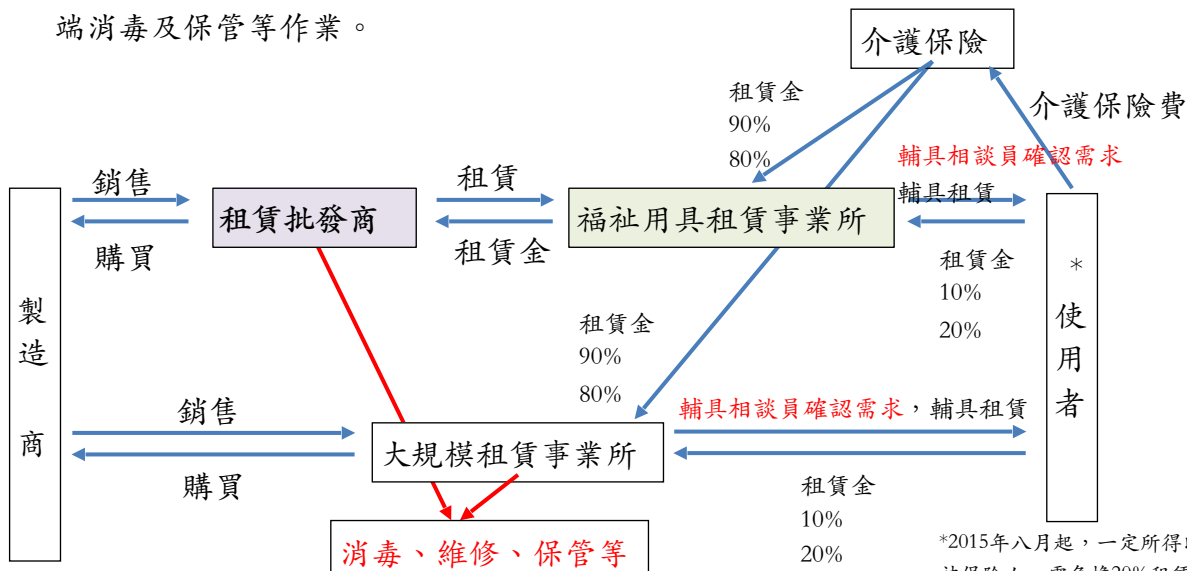 端消毒及保管等作業。
介護保險
租賃金
90%
80%
介護保險費
輔具相談員確認需求
輔具租賃
銷售
租賃批發商
購買
租賃
租賃金
福祉用具租賃事業所
租賃金
10%
20%
*
使用者
製造商
租賃金
90%
80%
銷售
購買
大規模租賃事業所
輔具相談員確認需求，輔具租賃
租賃金
10%
20%
消毒、維修、保管等
*2015年八月起，一定所得